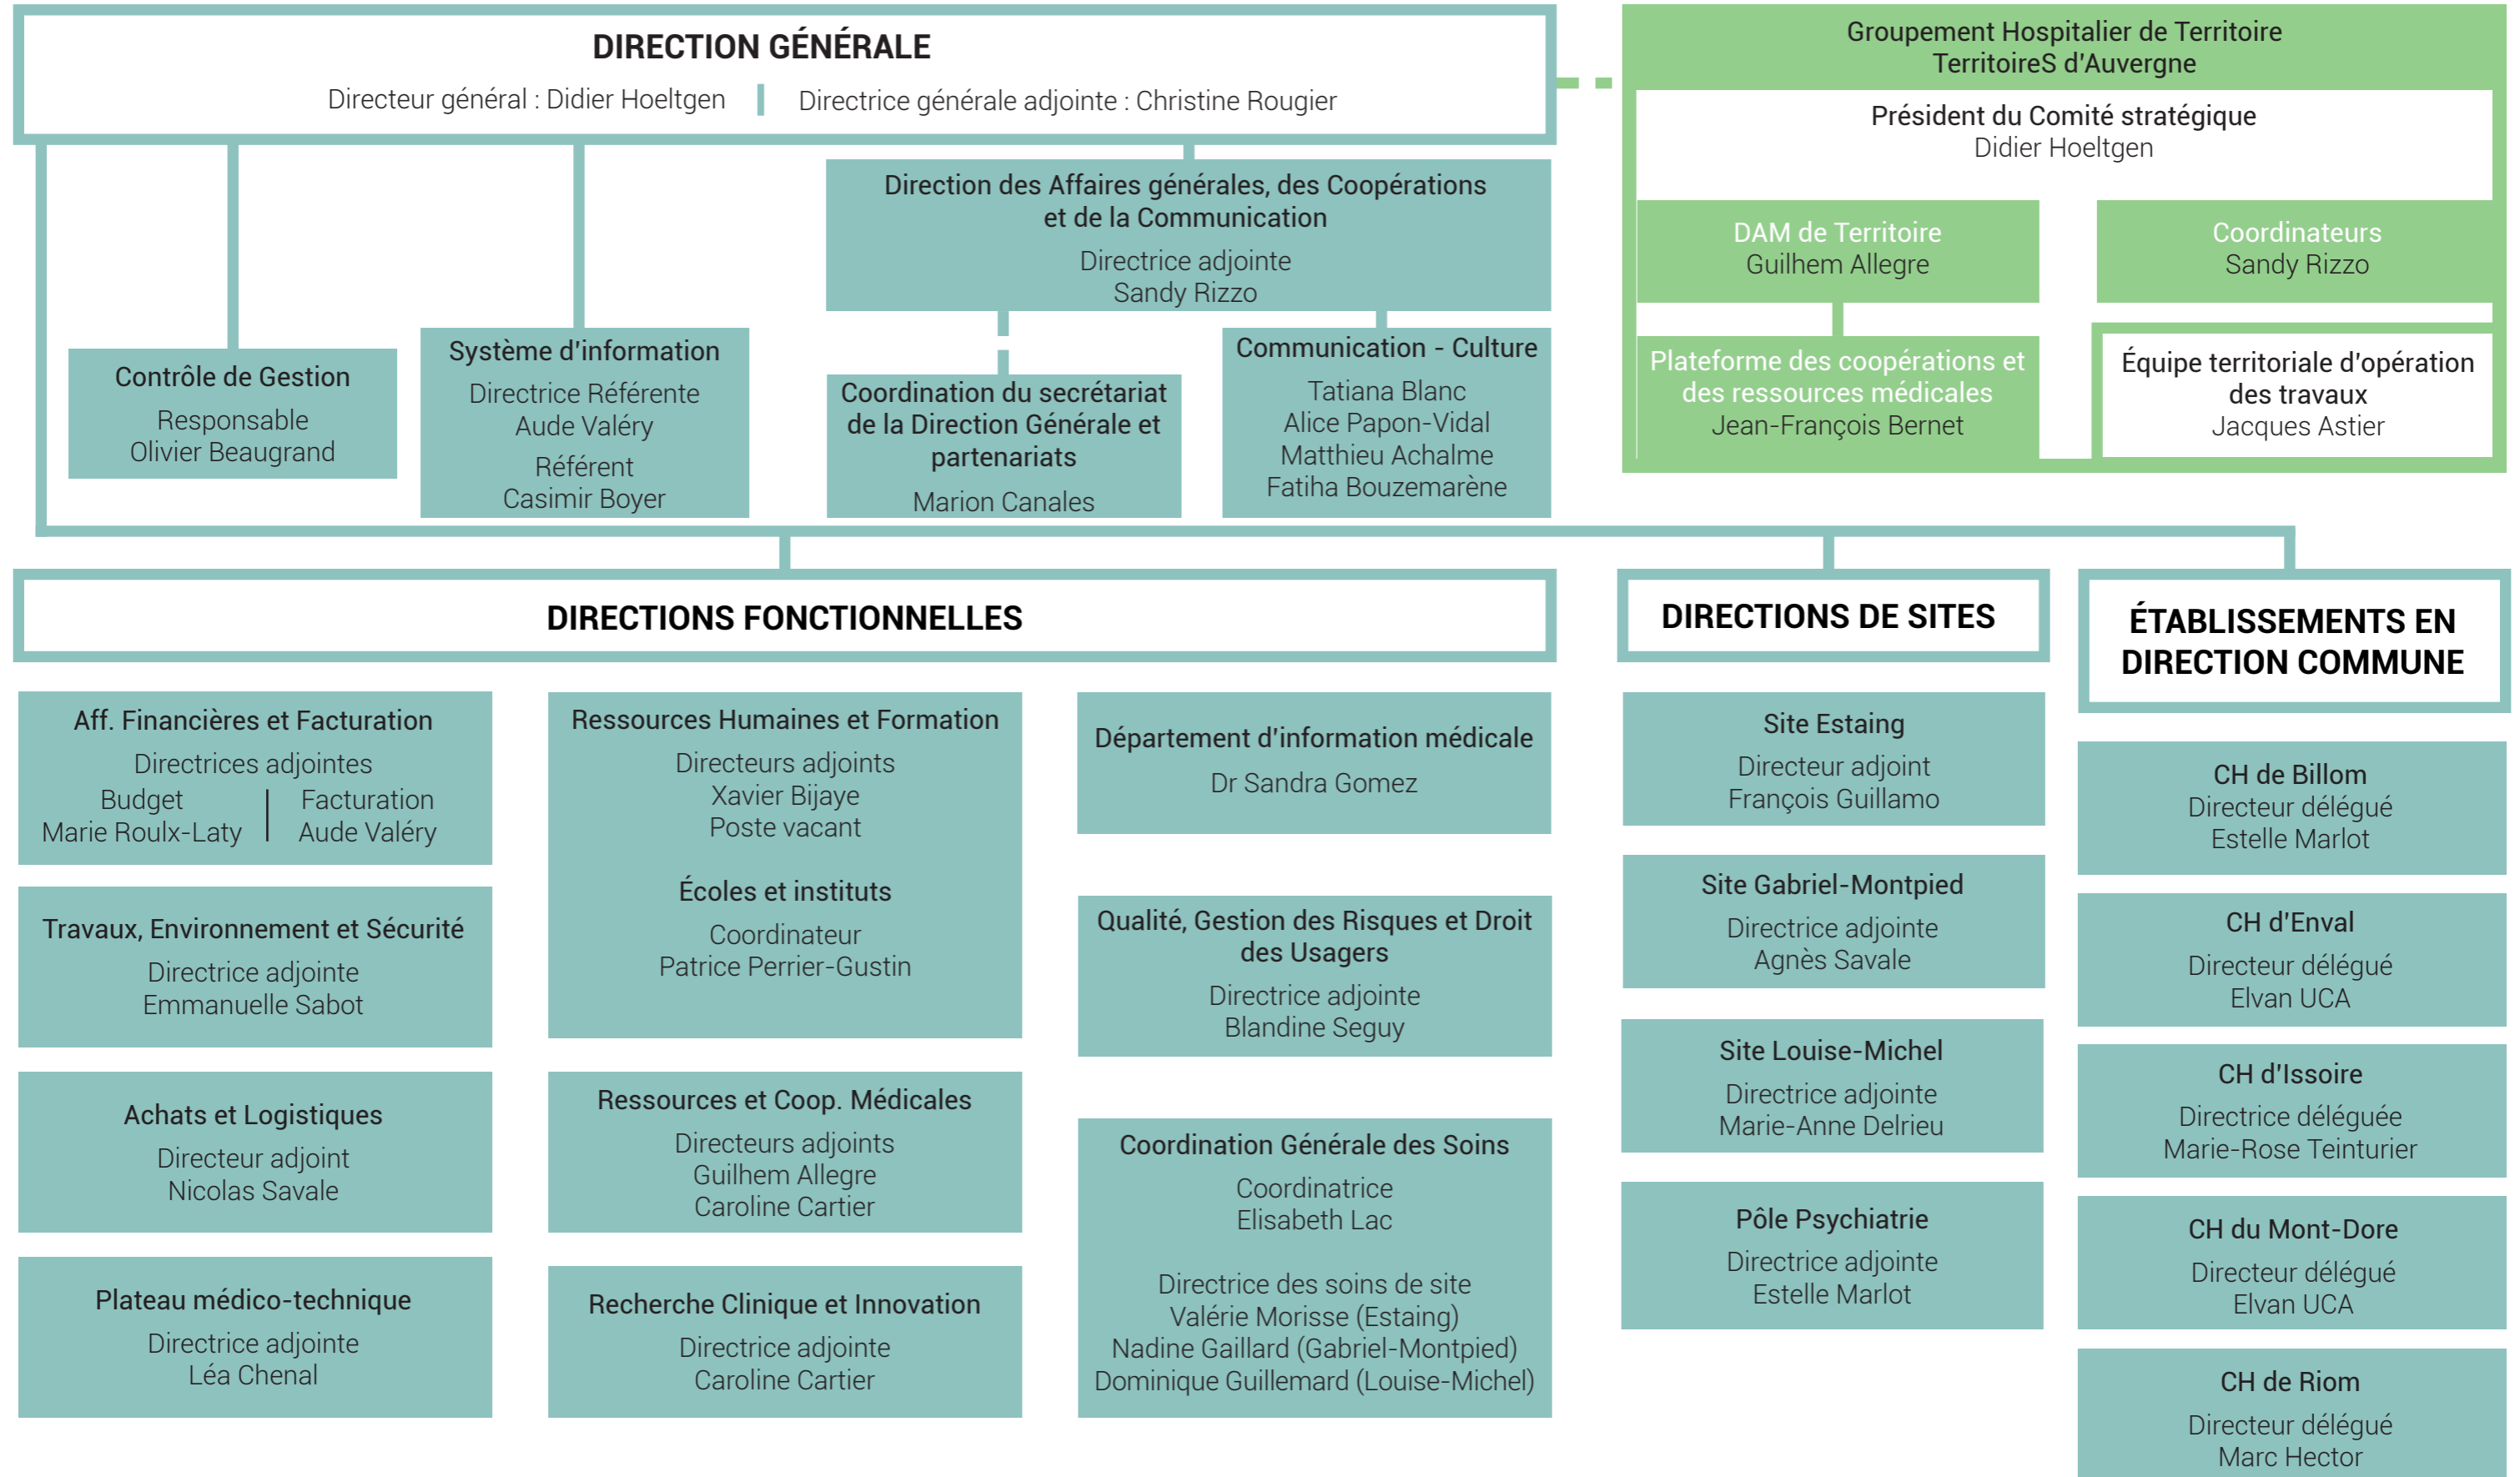 DIRECTION GÉNÉRALE
Directeur général : Didier Hoeltgen
Directrice générale adjointe : Christine Rougier
Groupement Hospitalier de Territoire
TerritoireS d'Auvergne
Président du Comité stratégique
Didier Hoeltgen
DAM de Territoire
Guilhem Allegre
Coordinateurs
Sandy Rizzo
Plateforme des coopérations et
des ressources médicales
Jean-François Bernet
Équipe territoriale d'opération
des travaux
Jacques Astier
Direction des Affaires générales, des Coopérations
et de la Communication
Directrice adjointe
Sandy Rizzo
Contrôle de Gestion
Responsable
Olivier Beaugrand
Système d'information
Directrice Référente
Aude Valéry
Référent
Casimir Boyer
Coordination du secrétariat
de la Direction Générale et
partenariats
Marion Canales
Communication - Culture
Tatiana Blanc
Alice Papon-Vidal
Matthieu Achalme
Fatiha Bouzemarène
DIRECTIONS FONCTIONNELLES
Aff. Financières et Facturation
Directrices adjointes
Budget
Marie Roulx-Laty
Facturation
Aude Valéry
Travaux, Environnement et Sécurité
Directrice adjointe
Emmanuelle Sabot
Achats et Logistiques
Directeur adjoint
Nicolas Savale
Plateau médico-technique
Directrice adjointe
Léa Chenal
Ressources Humaines et Formation
Directeurs adjoints
Xavier Bijaye
Poste vacant
Écoles et instituts
Coordinateur
Patrice Perrier-Gustin
Ressources et Coop. Médicales
Directeurs adjoints
Guilhem Allegre
Caroline Cartier
Recherche Clinique et Innovation
Directrice adjointe
Caroline Cartier
Département d'information médicale
Dr Sandra Gomez
Qualité, Gestion des Risques et Droit
des Usagers
Directrice adjointe
Blandine Seguy
Coordination Générale des Soins
Coordinatrice
Elisabeth Lac
Directrice des soins de site
Valérie Morisse (Estaing)
Nadine Gaillard (Gabriel-Montpied)
Dominique Guillemard (Louise-Michel)
DIRECTIONS DE SITES
Site Estaing
Directeur adjoint
François Guillamo
Site Gabriel-Montpied
Directrice adjointe
Agnès Savale
Site Louise-Michel
Directrice adjointe
Marie-Anne Delrieu
Pôle Psychiatrie
Directrice adjointe
Estelle Marlot
ÉTABLISSEMENTS EN
DIRECTION COMMUNE
CH de Billom
Directeur délégué
Estelle Marlot
CH d'Enval
Directeur délégué
Elvan UCA
CH d'Issoire
Directrice déléguée
Marie-Rose Teinturier
CH du Mont-Dore
Directeur délégué
Elvan UCA
CH de Riom
Directeur délégué
Marc Hector